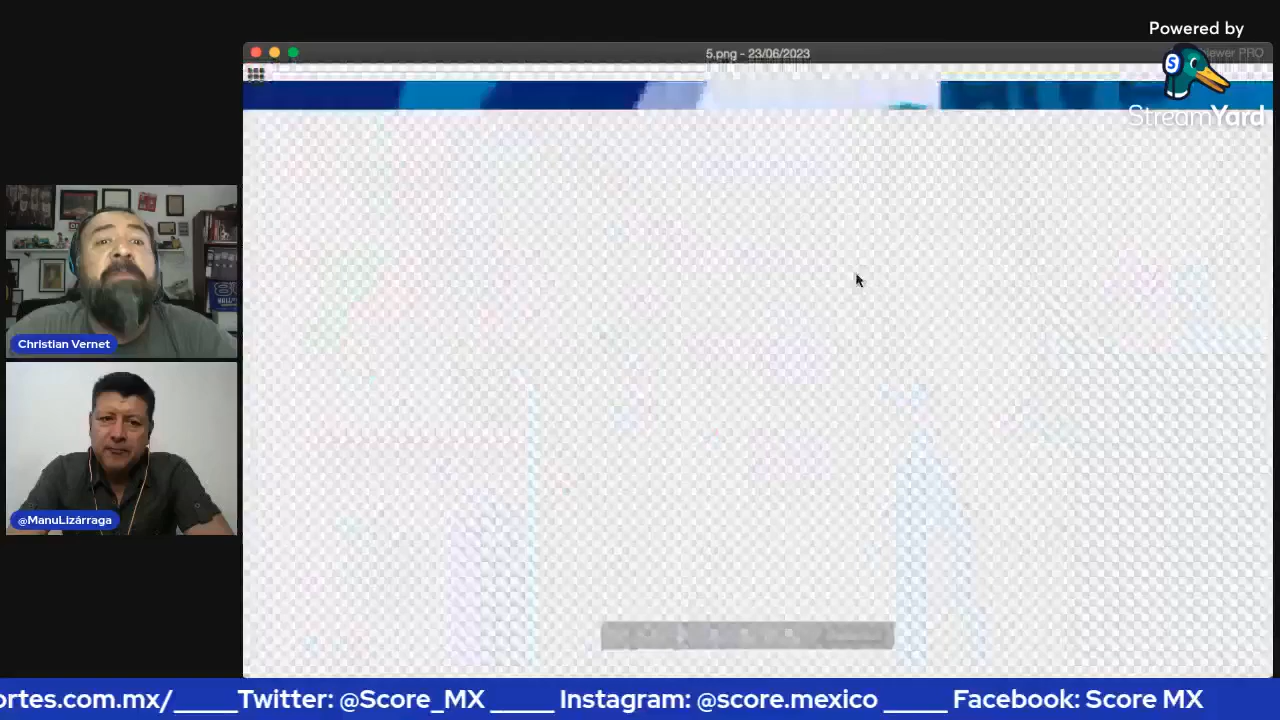 Powered by
5.png - 23/06/2023
StreamYard
Christian Vernet
@ManuLizárraga
ortes.com.mx/_____Twitter: @Score_MX _____ Instagram: @score.mexico _____ Facebook: Score MX